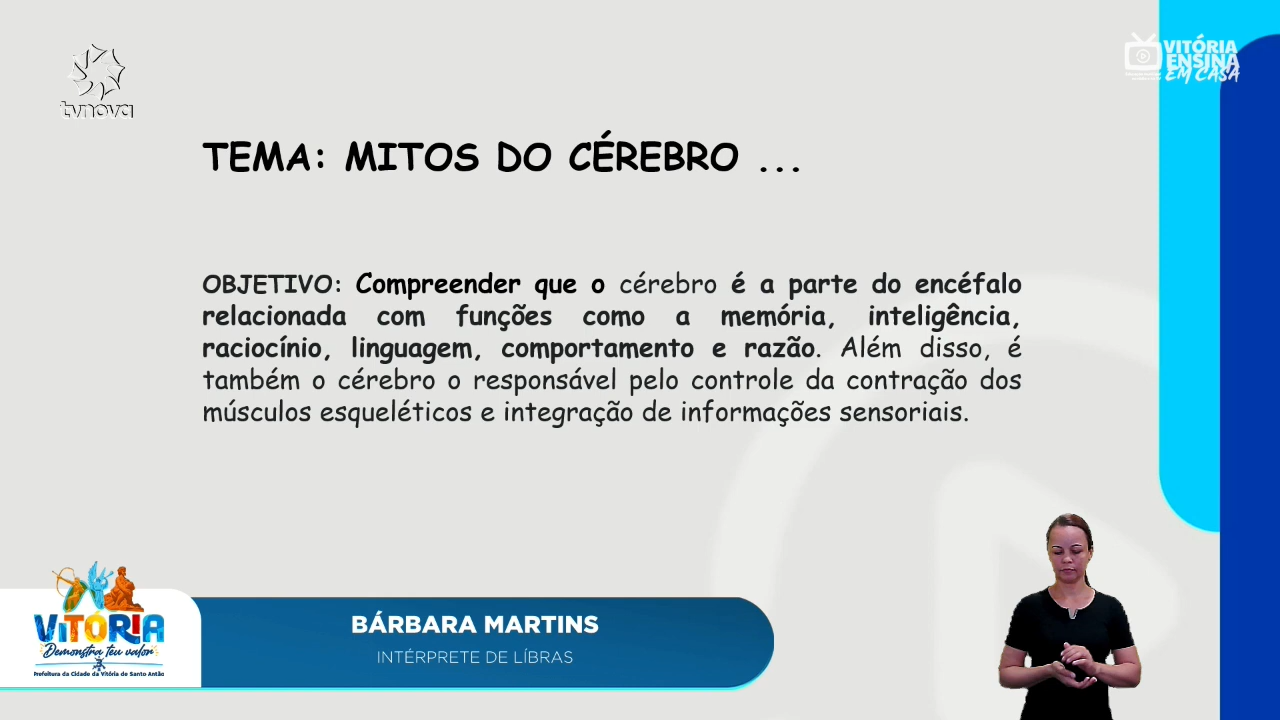 tvnova
VITÓRIA
ENSINA
EM CASA
TEMA: MITOS DO CÉREBRO ...
OBJETIVO: Compreender que o cérebro é a parte do encéfalo
relacionada com funções como a memória, inteligência,
raciocínio, linguagem, comportamento e razão. Além disso, é
também o cérebro o responsável pelo controle da contração dos
músculos esqueléticos e integração de informações sensoriais.
VITÓRIA
Demonstra teu valor
Prefeitura da Cidade da Vitória de Santo Antão
BÁRBARA MARTINS
INTÉRPRETE DE LÍBRAS